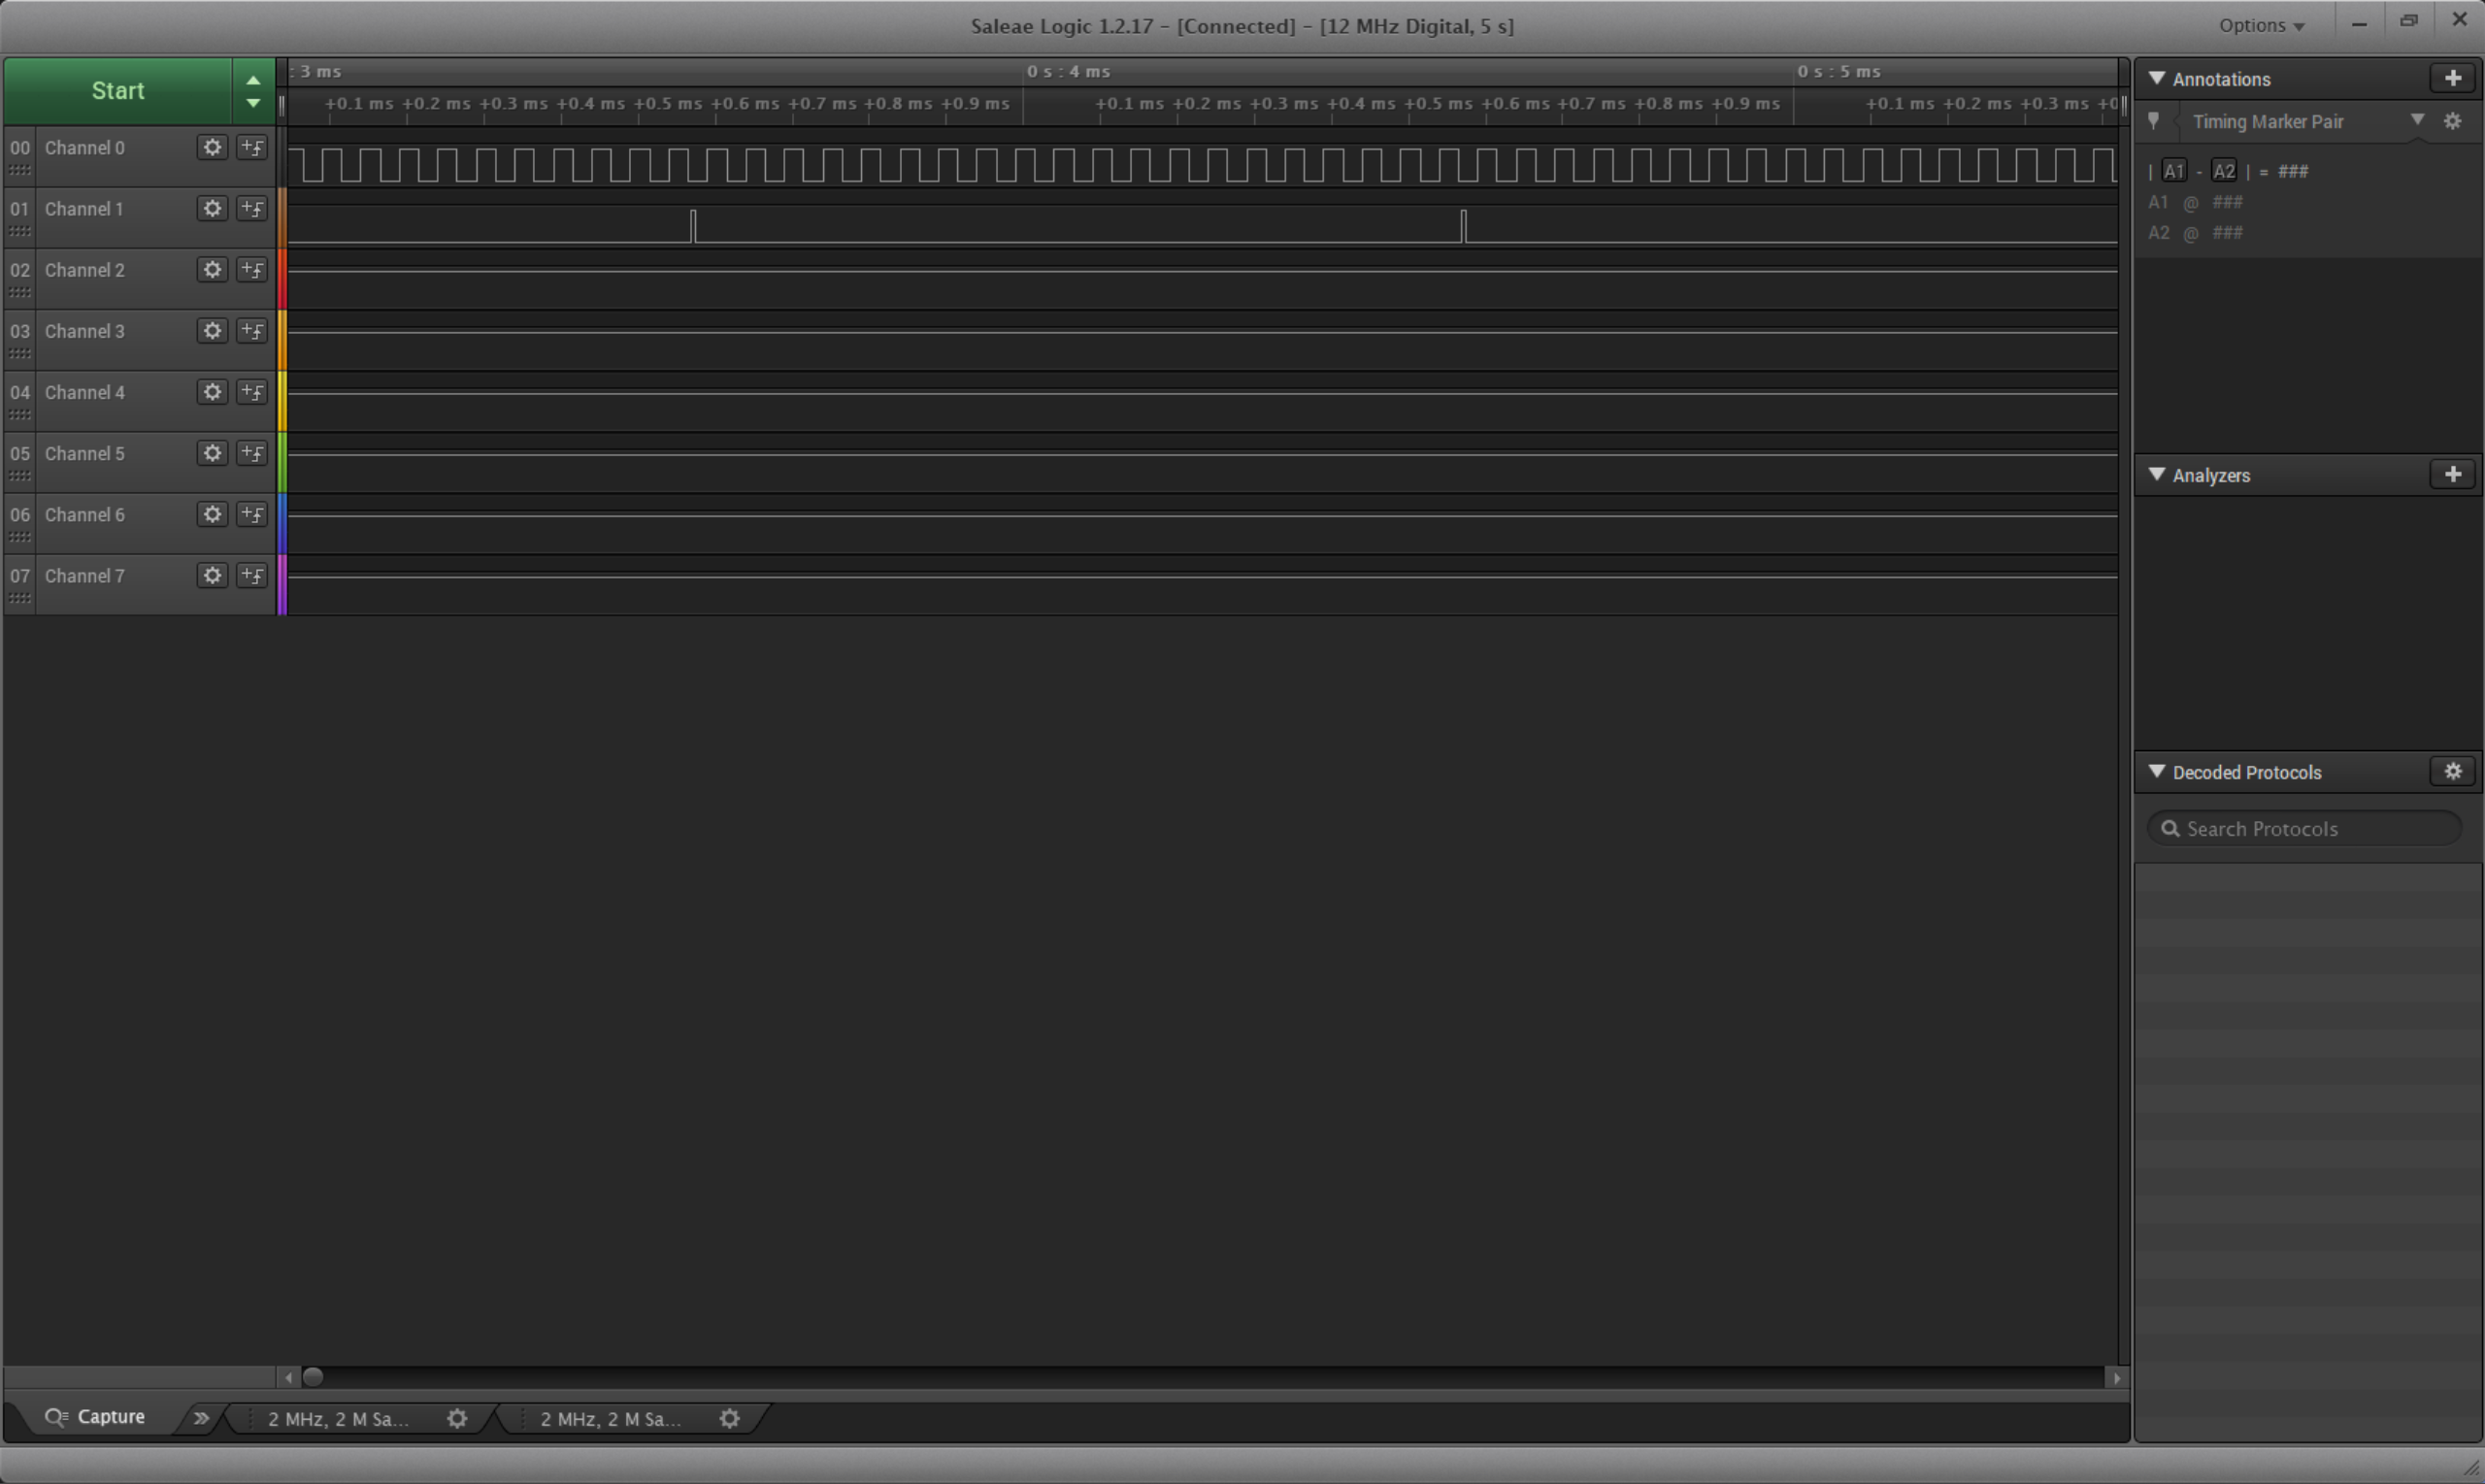 Saleae Logic 1.2.17 - [Connected] - [12 MHz Digital, 5 s]
Options
Start
: 3 ms
0 s : 4 ms
0 s : 5 ms
+0.1 ms +0.2 ms +0.3 ms +0.4 ms +0.5 ms +0.6 ms +0.7 ms +0.8 ms +0.9 ms
+0.1 ms +0.2 ms +0.3 ms +0.4 ms +0.5 ms +0.6 ms +0.7 ms +0.8 ms +0.9 ms
+0.1 ms +0.2 ms +0.3 ms +0
00 Channel 0
01 Channel 1
02 Channel 2
03 Channel 3
04 Channel 4
05 Channel 5
06 Channel 6
07 Channel 7
Annotations
Timing Marker Pair
| A1 - A2 | = ###
A1 @ ###
A2 @ ###
Analyzers
Decoded Protocols
Search Protocols
Capture
2 MHz, 2 M Sa...
2 MHz, 2 M Sa...